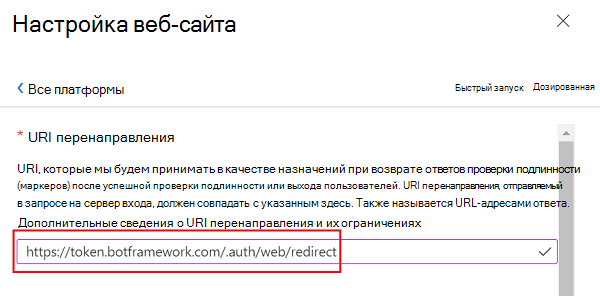 Настройка веб-сайта
Все платформы
Быстрый запуск Дозированная
* URI перенаправления
URI, которые мы будем принимать в качестве назначений при возврате ответов проверки подлинности
(маркеров) после успешной проверки подлинности или выхода пользователей. URI перенаправления, отправляемый
в запросе на сервер входа, должен совпадать с указанным здесь. Также называется URL-адресами ответа.
Дополнительные сведения о URI перенаправления и их ограничениях
https://token.botframework.com/.auth/web/redirect